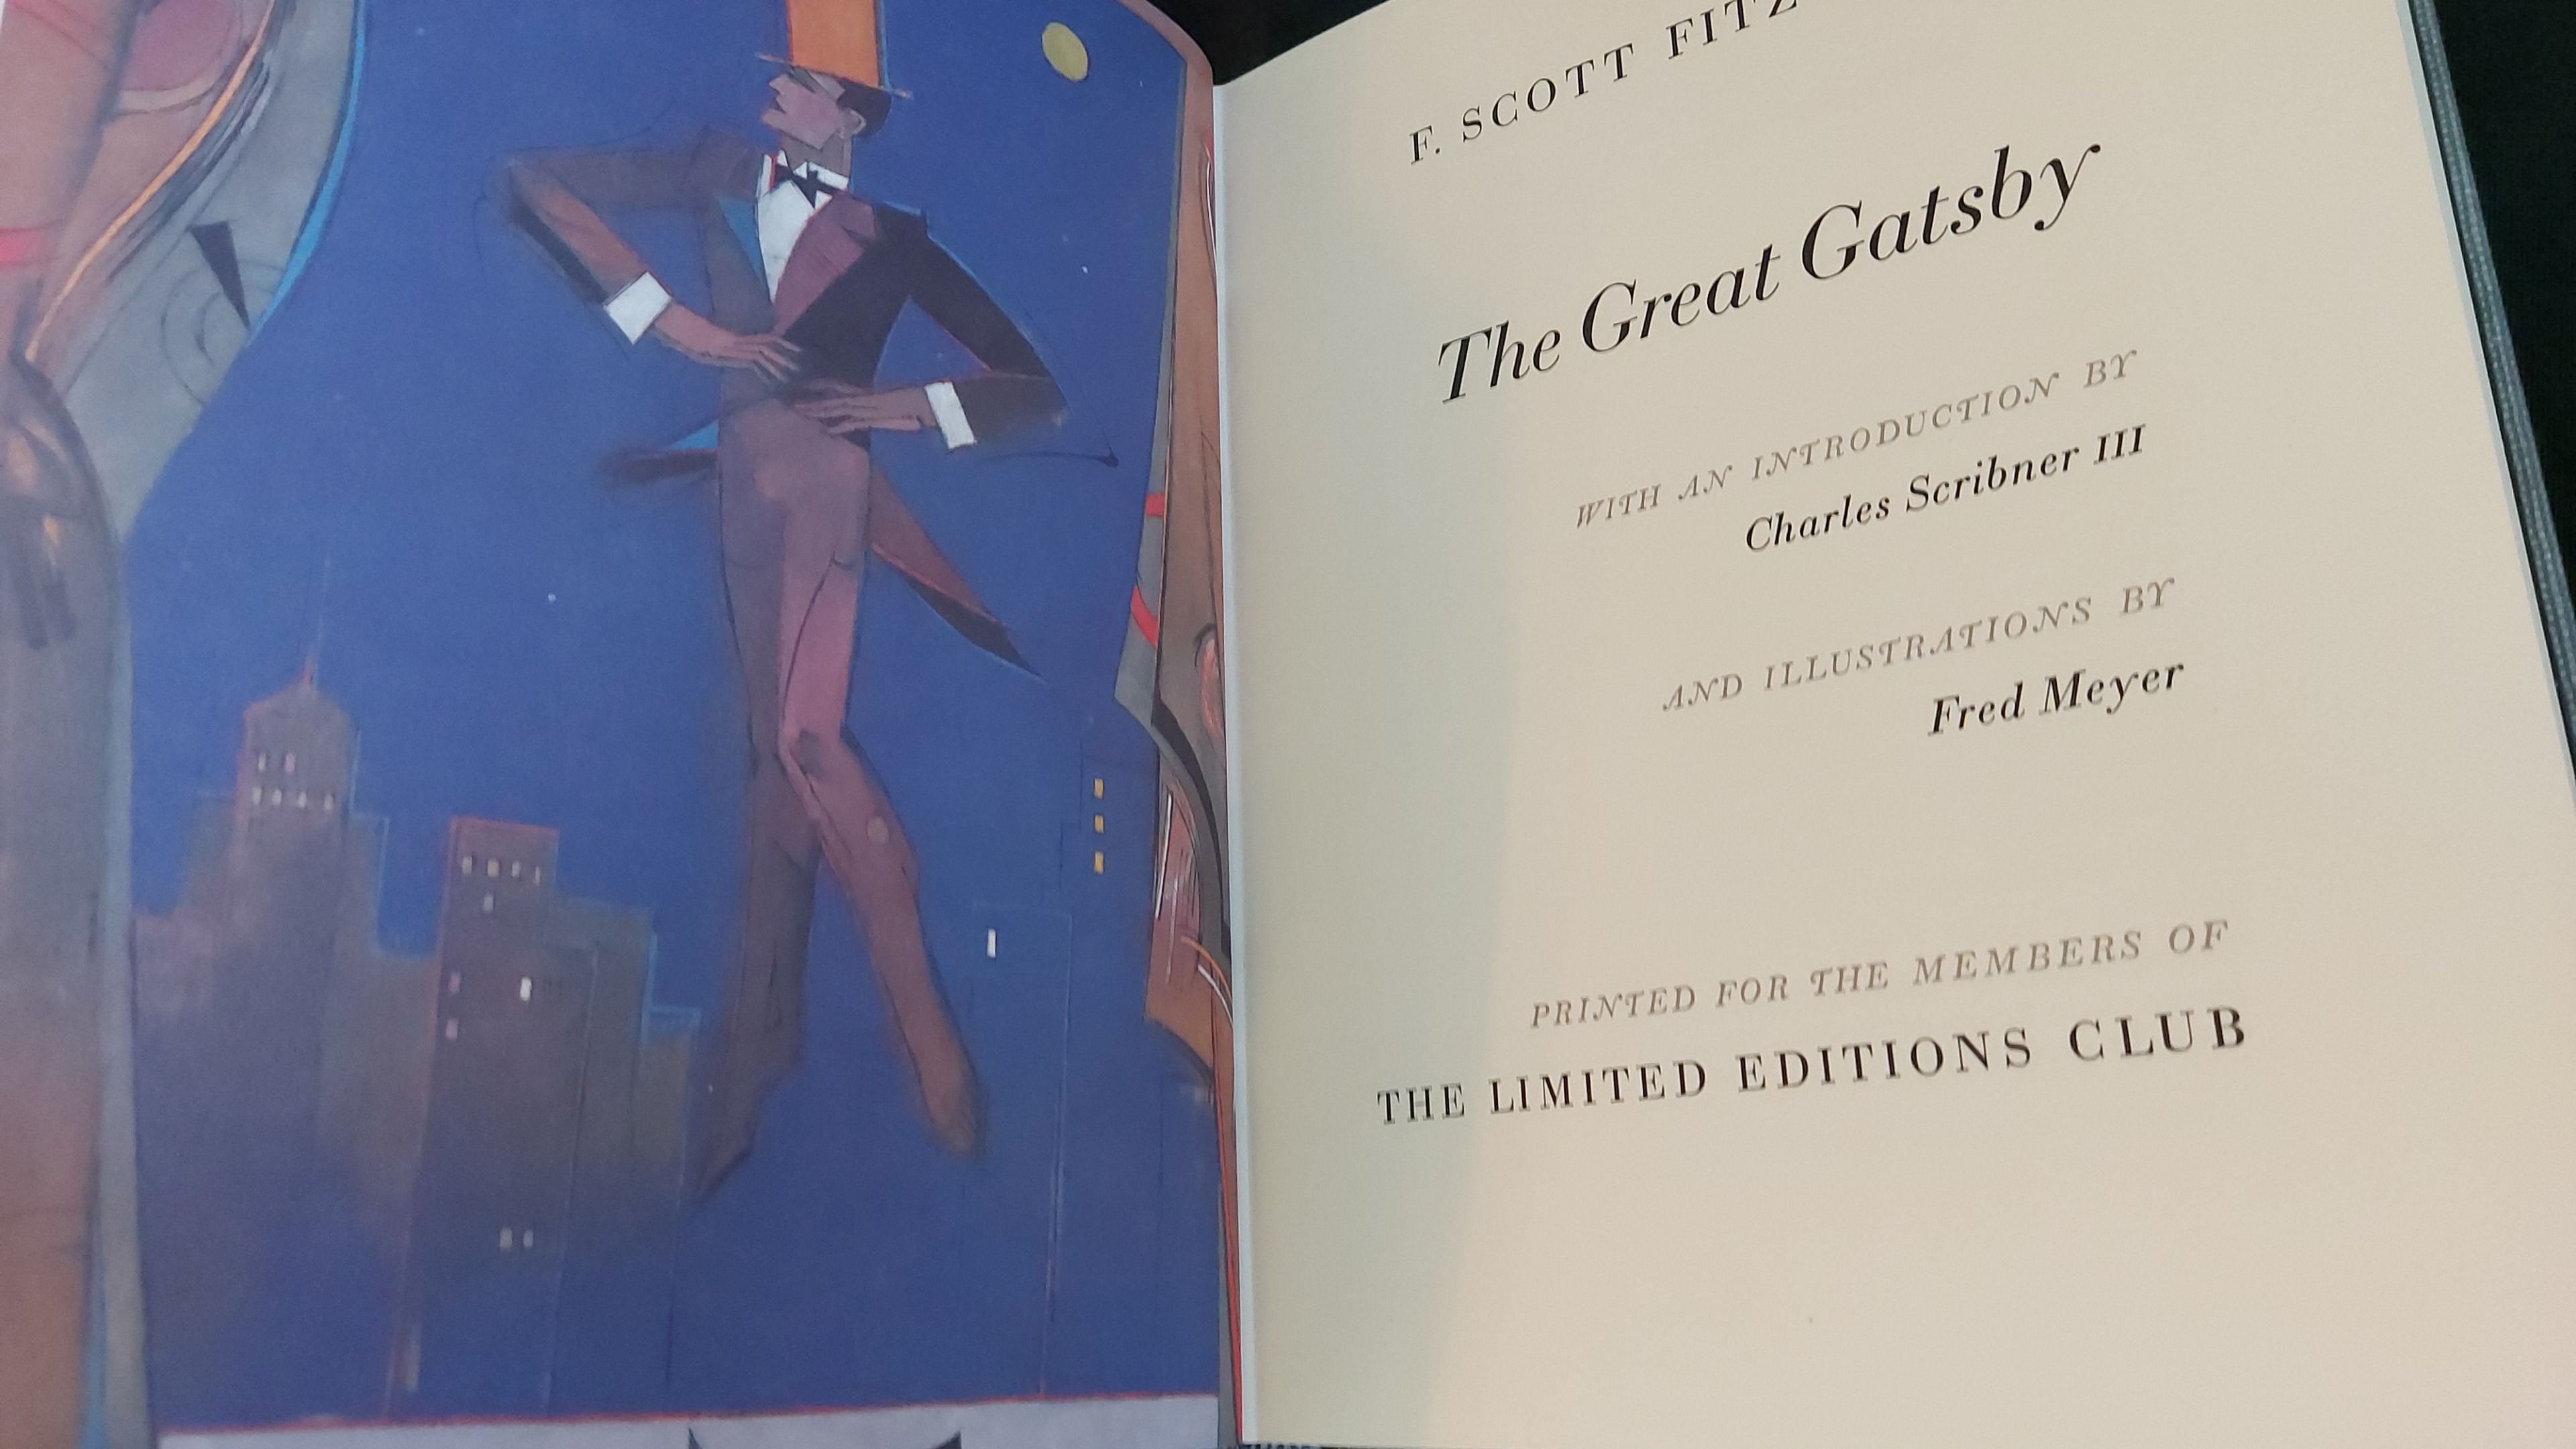 F. SCOTT
The Great Gatsby
WITH AN INTRODUCTION BY
Charles Scribner III
AND ILLUSTRATIONS BY
Fred Meyer
PRINTED FOR THE MEMBERS OF
THE LIMITED EDITIONS CLUB